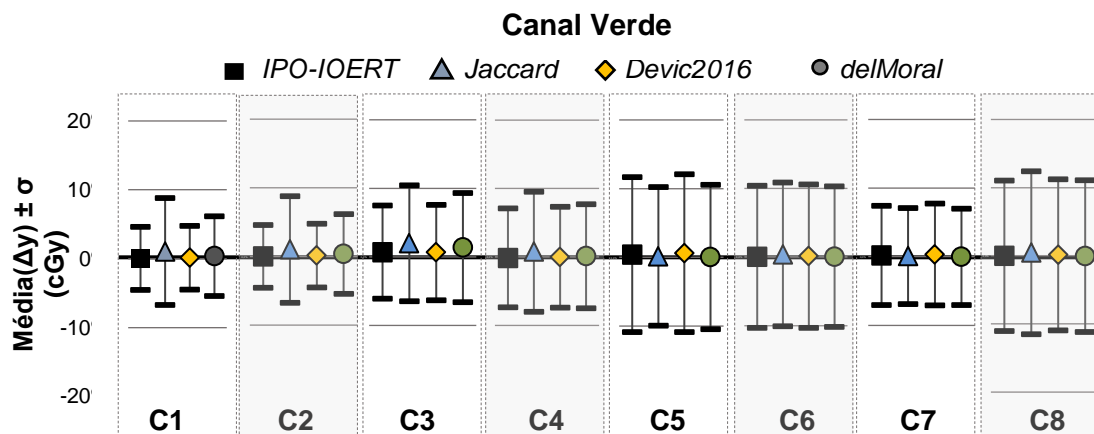 Canal Verde
IPO-IOERT Jaccard Devic2016 delMoral
Média(Δy) ± σ
(cGy)
20
10
0
-10
-20
C1 C2 C3 C4 C5 C6 C7 C8